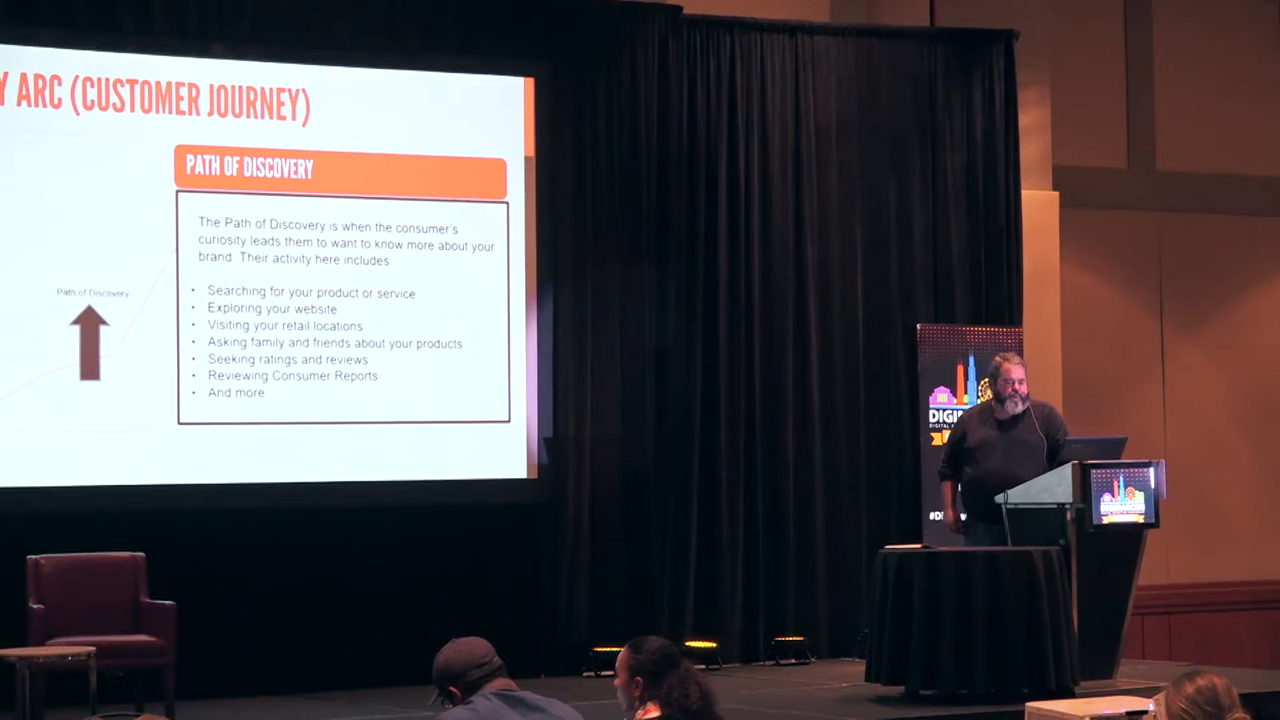 Y ARC (CUSTOMER JOURNEY)
PATH OF DISCOVERY
The Path of Discovery is when the consumer's
curiosity leads them to want to know more about your
brand. Their activity here includes:
• Searching for your product or service
• Exploring your website
• Visiting your retail locations
• Asking family and friends about your products
• Seeking ratings and reviews
• Reviewing Consumer Reports
• And more
Path of Discovery
DIGI
DIGITAL